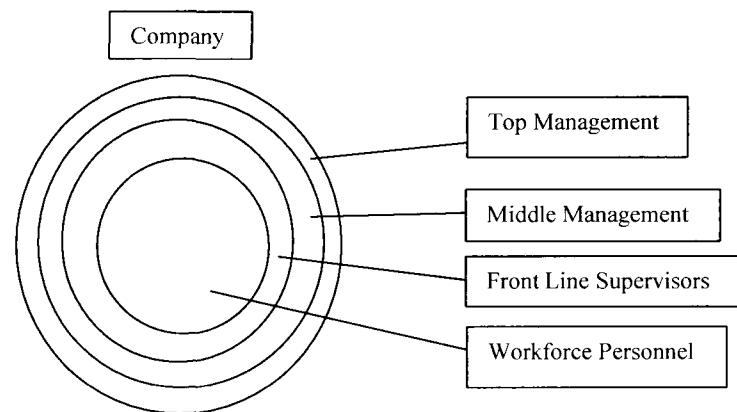 Company
Top Management
Middle Management
Front Line Supervisors
Workforce Personnel